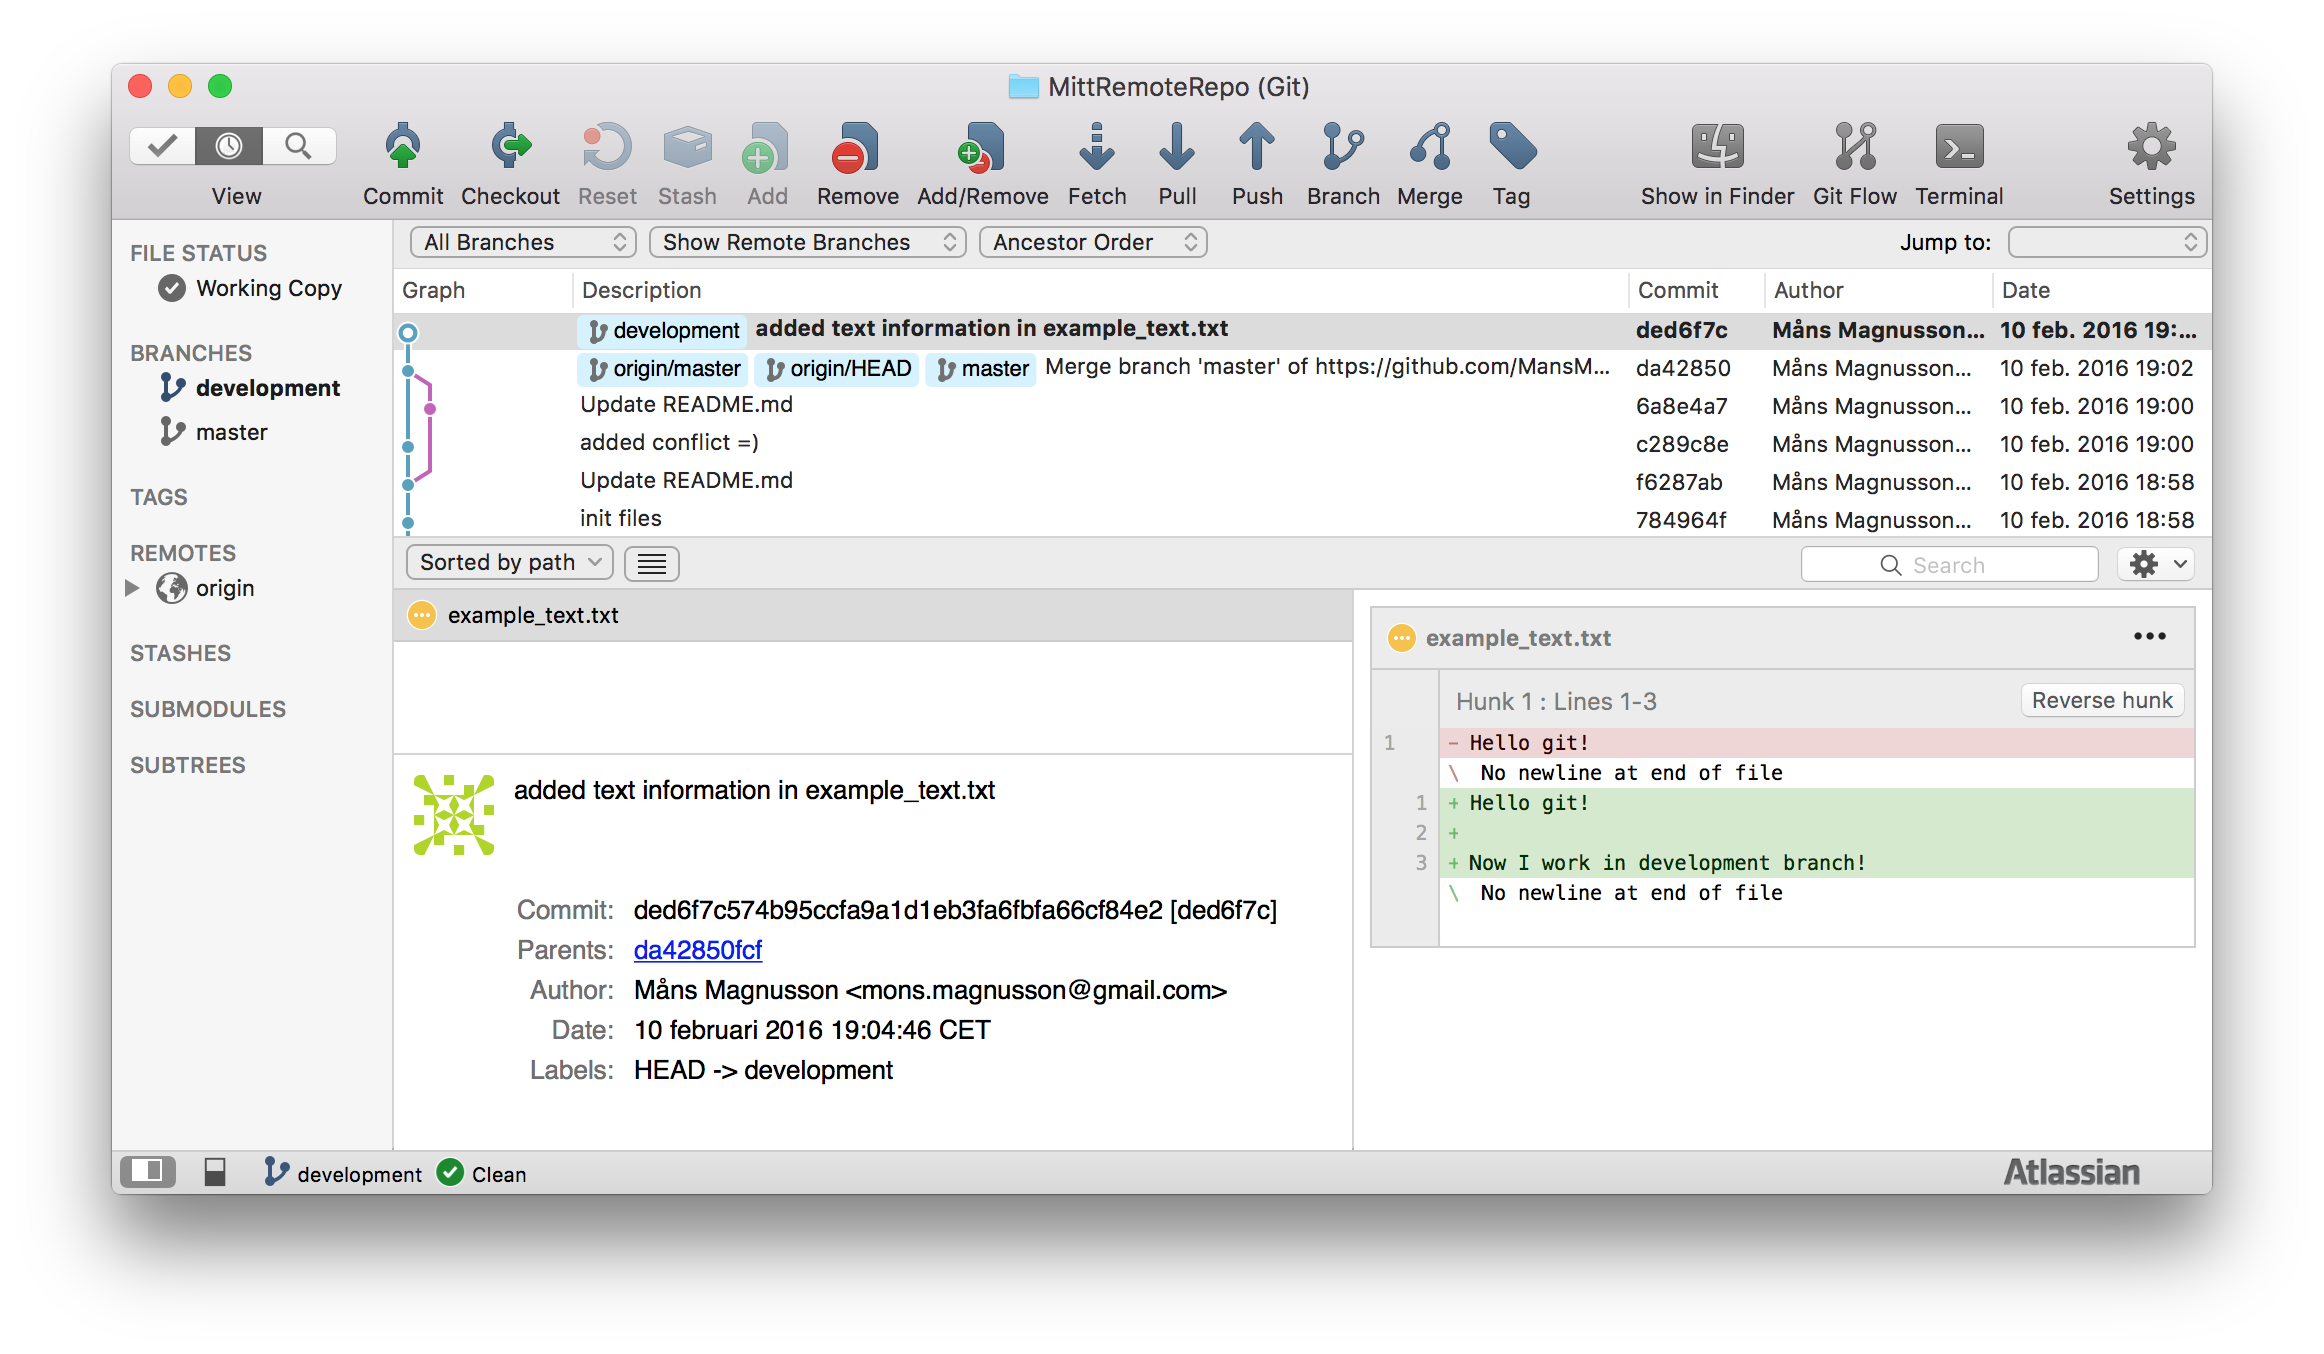 MittRemoteRepo (Git)
View
Commit Checkout Reset Stash Add Remove Add/Remove Fetch Pull Push Branch Merge Tag Show in Finder Git Flow Terminal Settings
All Branches Show Remote Branches Ancestor Order Jump to:
FILE STATUS
Working Copy
BRANCHES
development
master
TAGS
REMOTES
origin
STASHES
SUBMODULES
SUBTREES
Graph Description Commit Author Date
development added text information in example_text.txt ded6f7c Måns Magnusson... 10 feb. 2016 19:...
origin/master origin/HEAD master Merge branch 'master' of https://github.com/MansM... da42850 Måns Magnusson... 10 feb. 2016 19:02
Update README.md 6a8e4a7 Måns Magnusson... 10 feb. 2016 19:00
added conflict =) c289c8e Måns Magnusson... 10 feb. 2016 19:00
Update README.md f6287ab Måns Magnusson... 10 feb. 2016 18:58
init files 784964f Måns Magnusson... 10 feb. 2016 18:58
Sorted by path Search
example_text.txt
added text information in example_text.txt
Commit: ded6f7c574b95ccfa9a1d1eb3fa6fbfa66cf84e2 [ded6f7c]
Parents: da42850fcf
Author: Måns Magnusson <mons.magnusson@gmail.com>
Date: 10 februari 2016 19:04:46 CET
Labels: HEAD -> development
example_text.txt
Hunk 1 : Lines 1-3 Reverse hunk
1 - Hello git!
\ No newline at end of file
1 + Hello git!
2 +
3 + Now I work in development branch!
\ No newline at end of file
development Clean Atlassian